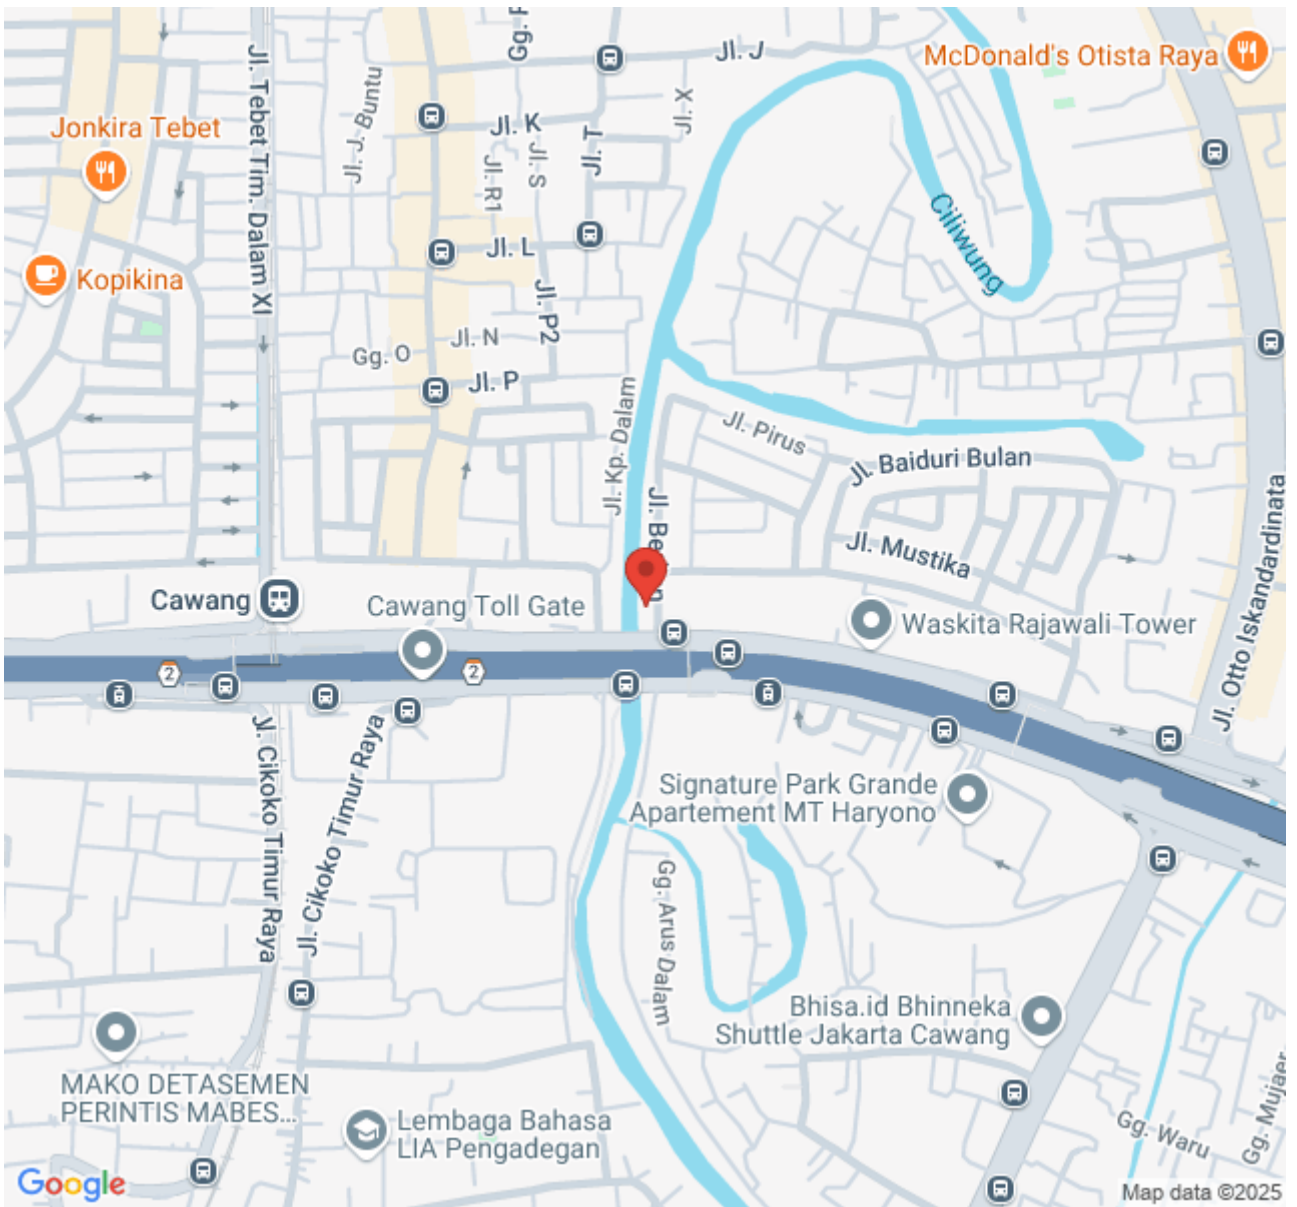 Gg. F
Jl. J
McDonald's Otista Raya
Jl. Tebet Tim. Dalam XI
Jl. J. Buntu
Jl. X
Jonkira Tebet
Jl. K
Jl. S
Jl. T
Jl. R1
Ciliwung
Jl. L
Kopikina
Jl. P2
Jl. N
Gg. O
Jl. P
Jl. Kp. Dalam
Jl. Pirus
Jl. Baiduri Bulan
Jl. Mustika
Jl. Otto Iskandardinata
Cawang
Cawang Toll Gate
Waskita Rajawali Tower
2
2
Jl. Cikoko Timur Raya
Jl. Cikoko Timur Raya
Signature Park Grande
Apartement MT Haryono
Gg. Arus Dalam
Bhisa.id Bhinneka
Shuttle Jakarta Cawang
MAKO DETASEMEN
PERINTIS MABES...
Lembaga Bahasa
LIA Pengadegan
Gg. Waru
Gg. Mujaer
Google
Map data ©2025